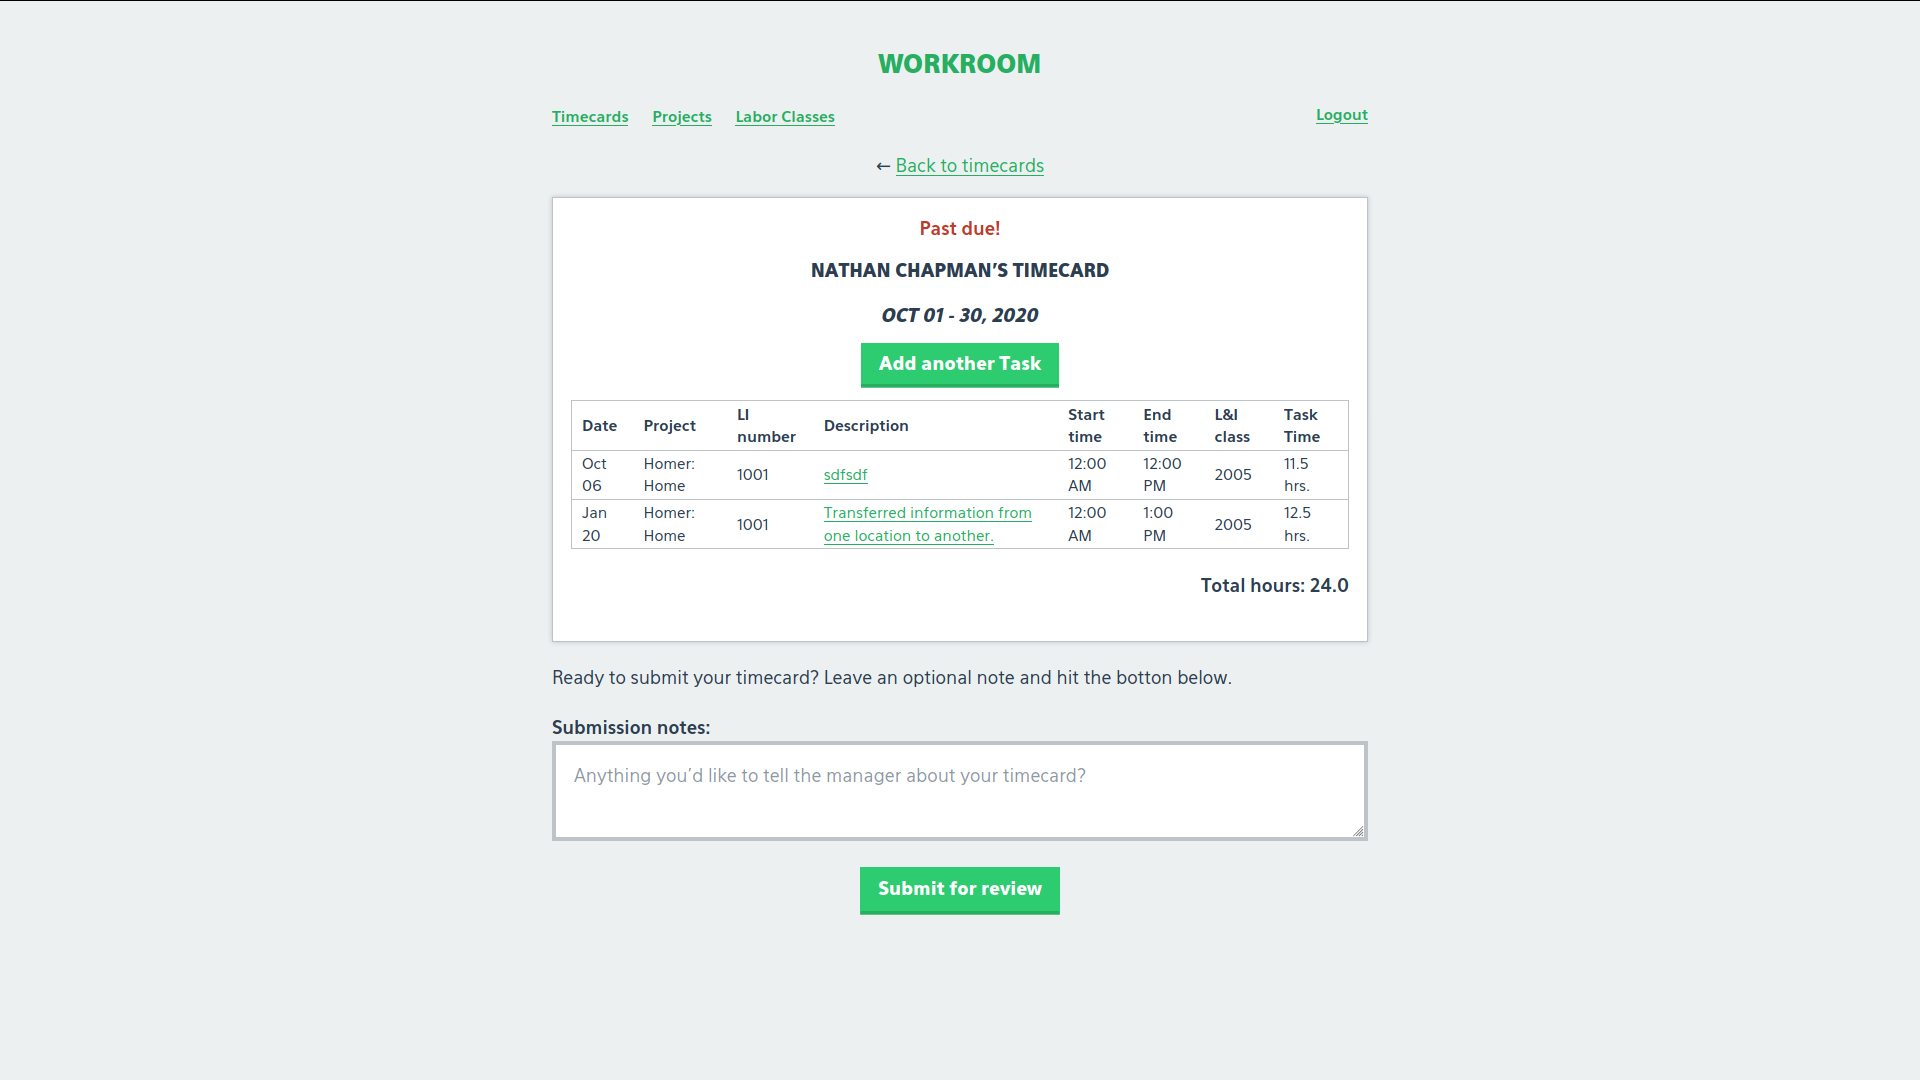 WORKROOM
Timecards Projects Labor Classes Logout
← Back to timecards
Past due!
NATHAN CHAPMAN’S TIMECARD
OCT 01 - 30, 2020
Add another Task
Date Project LI number Description Start time End time L&I class Task Time
Oct 06 Homer: Home 1001 sdfsdf 12:00 AM 12:00 PM 2005 11.5 hrs.
Jan 20 Homer: Home 1001 Transferred information from one location to another. 12:00 AM 1:00 PM 2005 12.5 hrs.
Total hours: 24.0
Ready to submit your timecard? Leave an optional note and hit the botton below.
Submission notes:
Anything you’d like to tell the manager about your timecard?
Submit for review